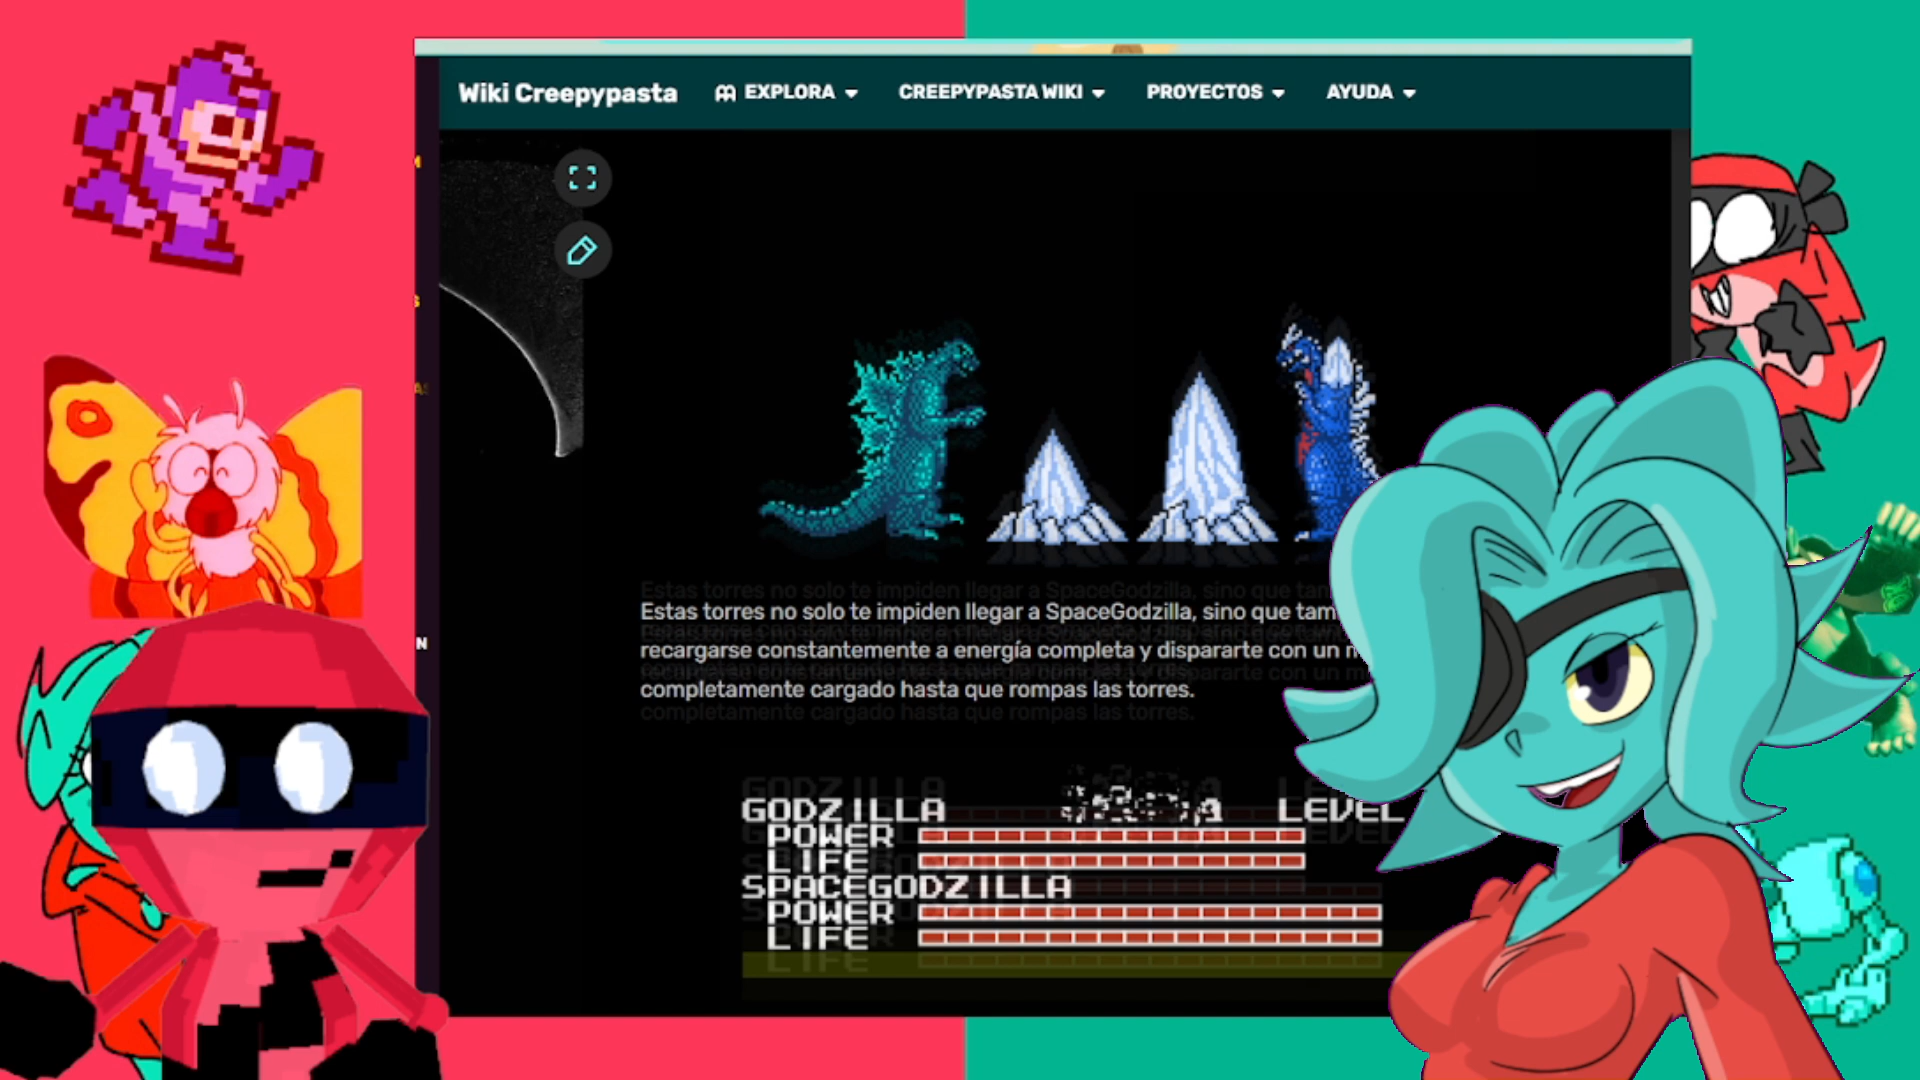 Wiki Creepypasta EXPLORA CREEPYPASTA WIKI PROYECTOS AYUDA
Estas torres no solo te impiden llegar a SpaceGodzilla, sino que tam
recargarse constantemente a energía completa y dispararte con un m
completamente cargado hasta que rompas las torres.
GODZILLA LEVEL
POWER
LIFE
SPACEGODZILLA
POWER
LIFE